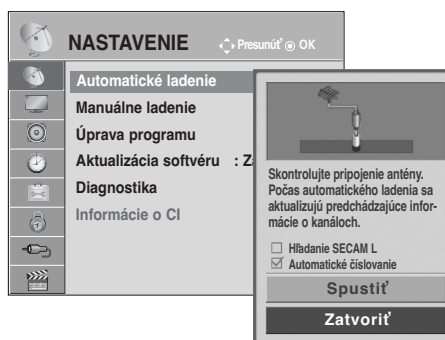 NASTAVENIE
Presunúť OK
Automatické ladenie
Manuálne ladenie
Úprava programu
Aktualizácia softvéru : Z
Diagnostika
Informácie o CI
Skontrolujte pripojenie antény.
Počas automatického ladenia sa
aktualizujú predchádzajúce infor-
mácie o kanáloch.
Hľadanie SECAM L
Automatické číslovanie
Spustiť
Zatvoriť